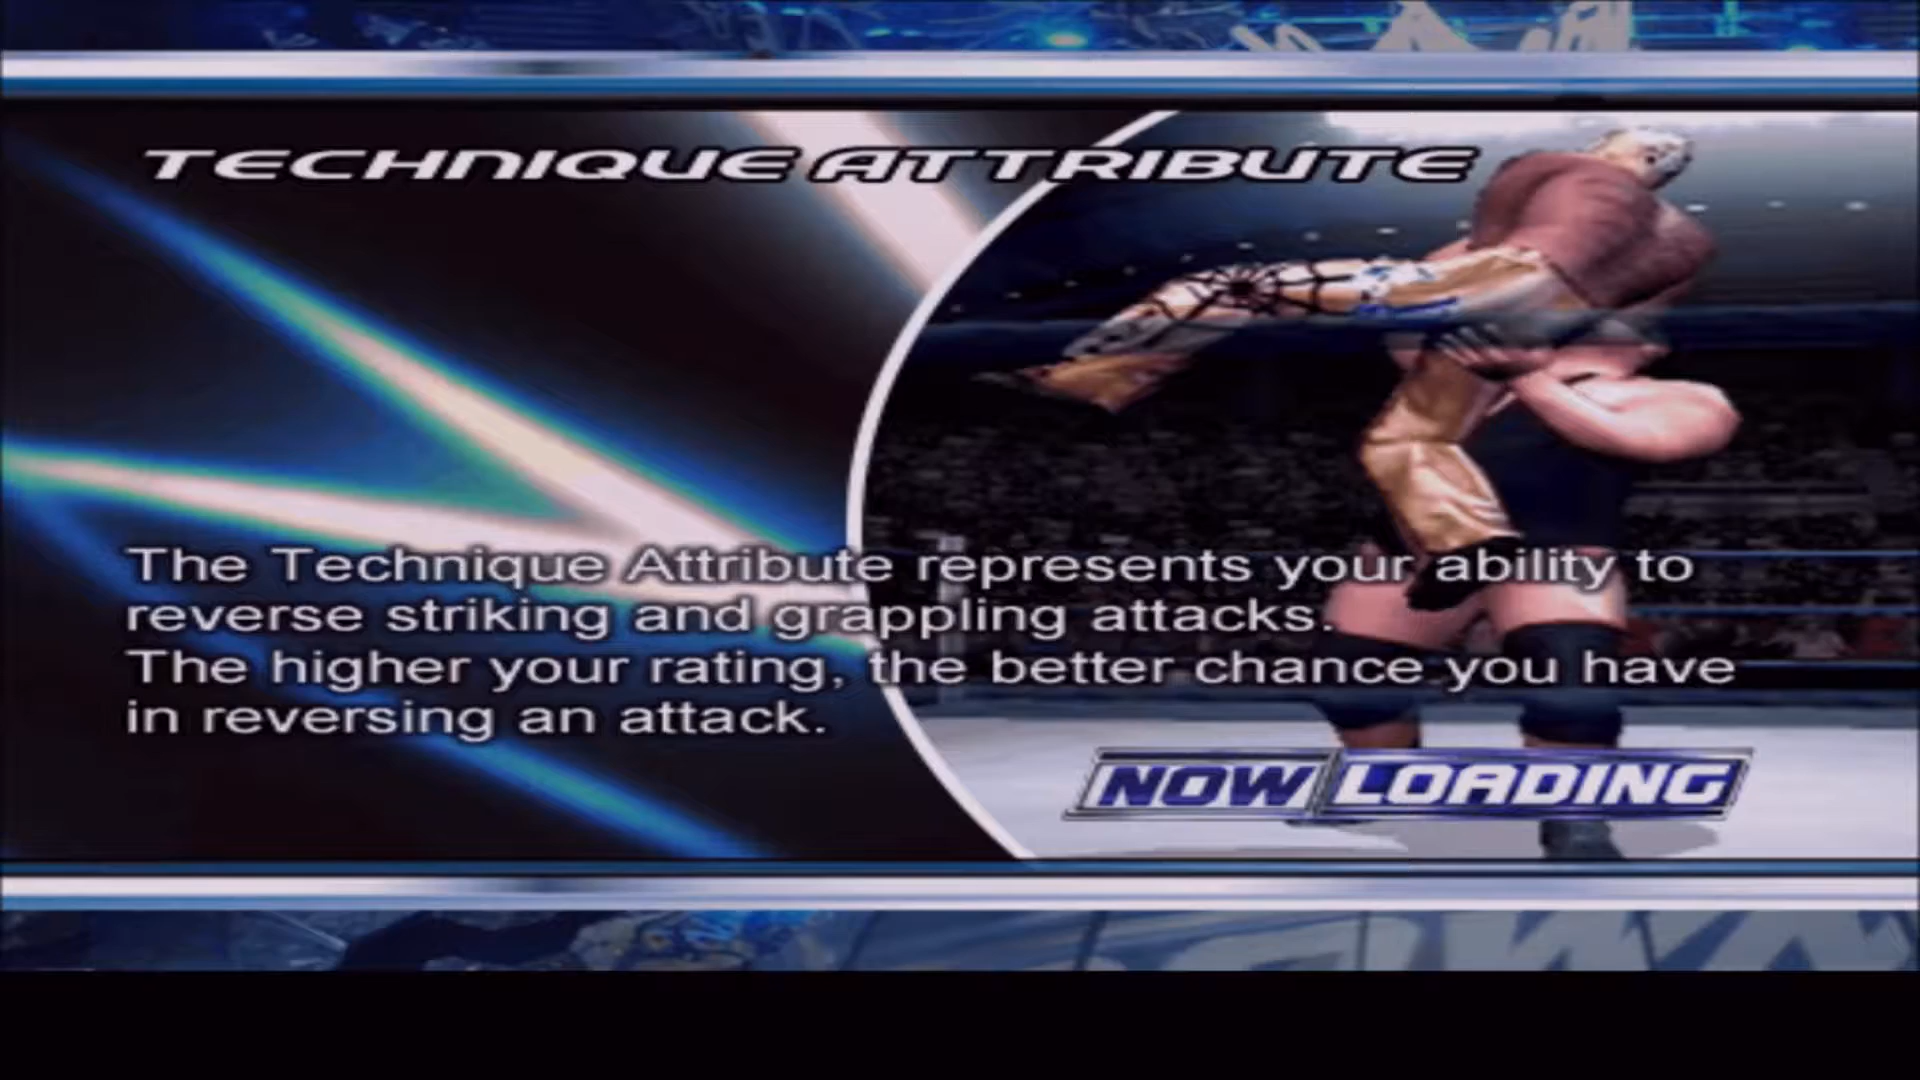 TECHNIQUE ATTRIBUTE
The Technique Attribute represents your ability to
reverse striking and grappling attacks.
The higher your rating, the better chance you have
in reversing an attack.
NOW LOADING